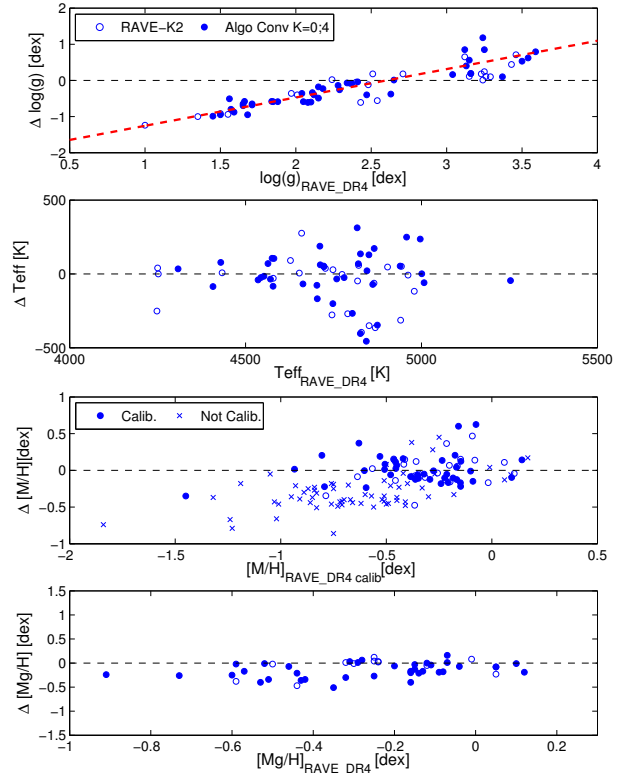 RAVE−K2 Algo Conv K=0;4
2
1
0
−1
−2
Δ log(g) [dex]
0.5 1 1.5 2 2.5 3 3.5 4
log(g)RAVE_DR4 [dex]
500
0
−500
Δ Teff [K]
4000 4500 5000 5500
TeffRAVE_DR4 [K]
Calib. Not Calib.
1
0.5
0
−0.5
−1
Δ [M/H][dex]
−2 −1.5 −1 −0.5 0 0.5
[M/H]RAVE_DR4 calib[dex]
1.5
1
0.5
0
−0.5
−1
−1.5
Δ [Mg/H] [dex]
−1 −0.8 −0.6 −0.4 −0.2 0 0.2
[Mg/H]RAVE_DR4 [dex]